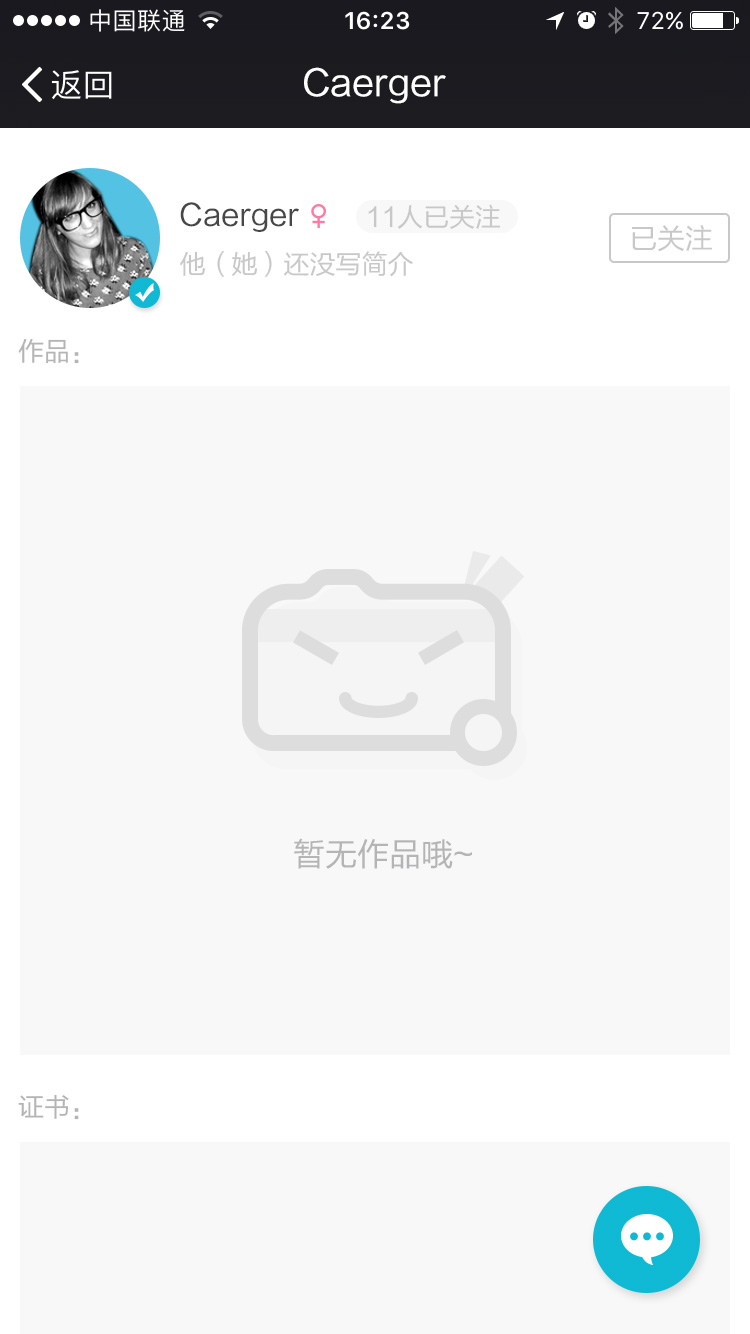 中国联通 16:23 72%
返回 Caerger
Caerger 11人已关注
已关注
他（她）还没写简介
作品：
暂无作品哦~
证书：